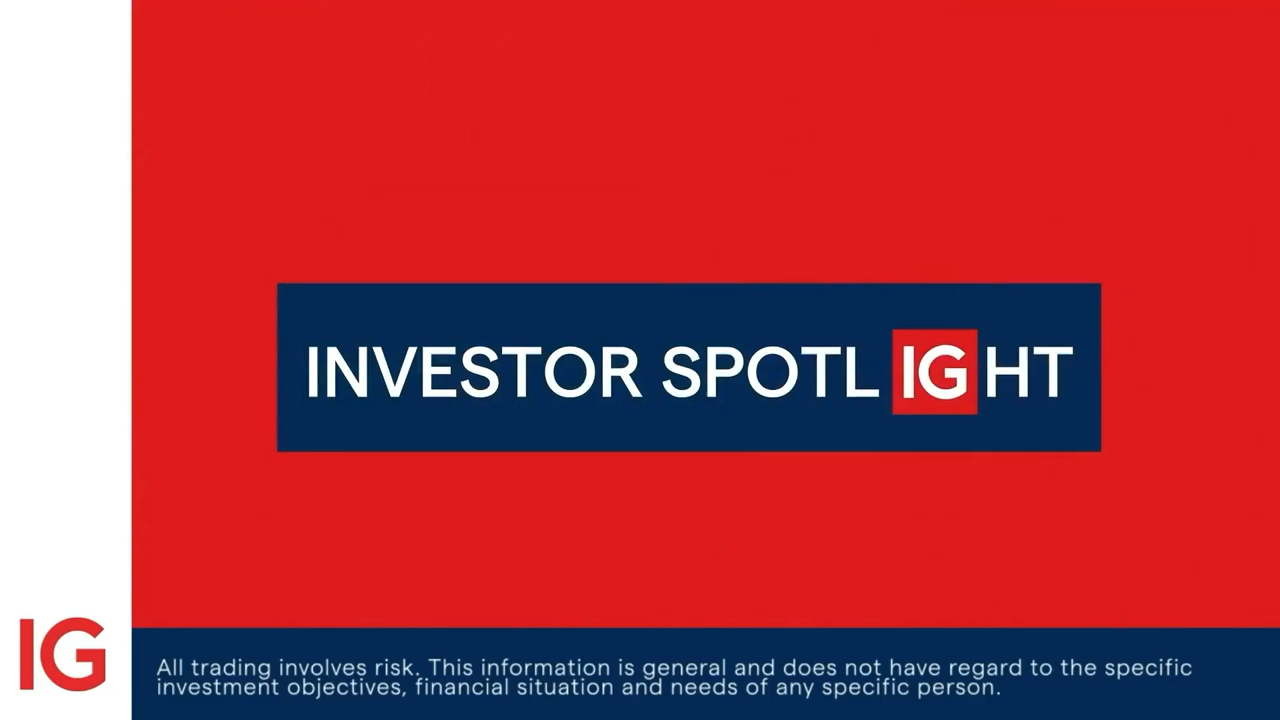 INVESTOR SPOTLIGHT
IG
All trading involves risk. This information is general and does not have regard to the specific
investment objectives, financial situation and needs of any specific person.